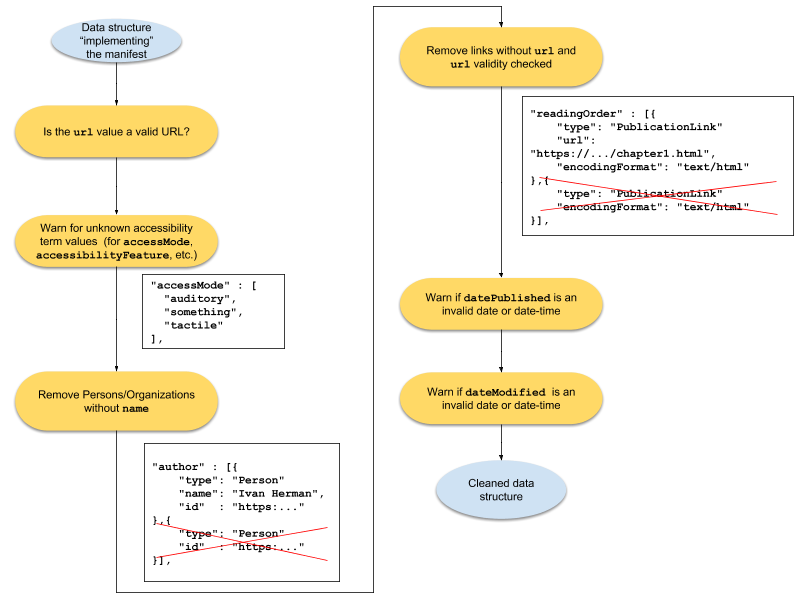 Data structure
“implementing”
the manifest
Is the url value a valid URL?
Warn for unknown accessibility
term values  (for accessMode,
accessibilityFeature, etc.)
"accessMode" : [
  "auditory",
  "something",
  "tactile"
],
Remove Persons/Organizations
without name
"author" : [{
    "type": "Person"
    "name": "Ivan Herman",
    "id"  : "https:..."
},{
    "type": "Person"
    "id"  : "https:..."
}],
Remove links without url and
url validity checked
"readingOrder" : [{
    "type": "PublicationLink"
    "url":
"https://.../chapter1.html",
    "encodingFormat": "text/html"
},{
    "type": "PublicationLink"
    "encodingFormat": "text/html"
}],
Warn if datePublished is an
invalid date or date-time
Warn if dateModified  is an
invalid date or date-time
Cleaned data
structure